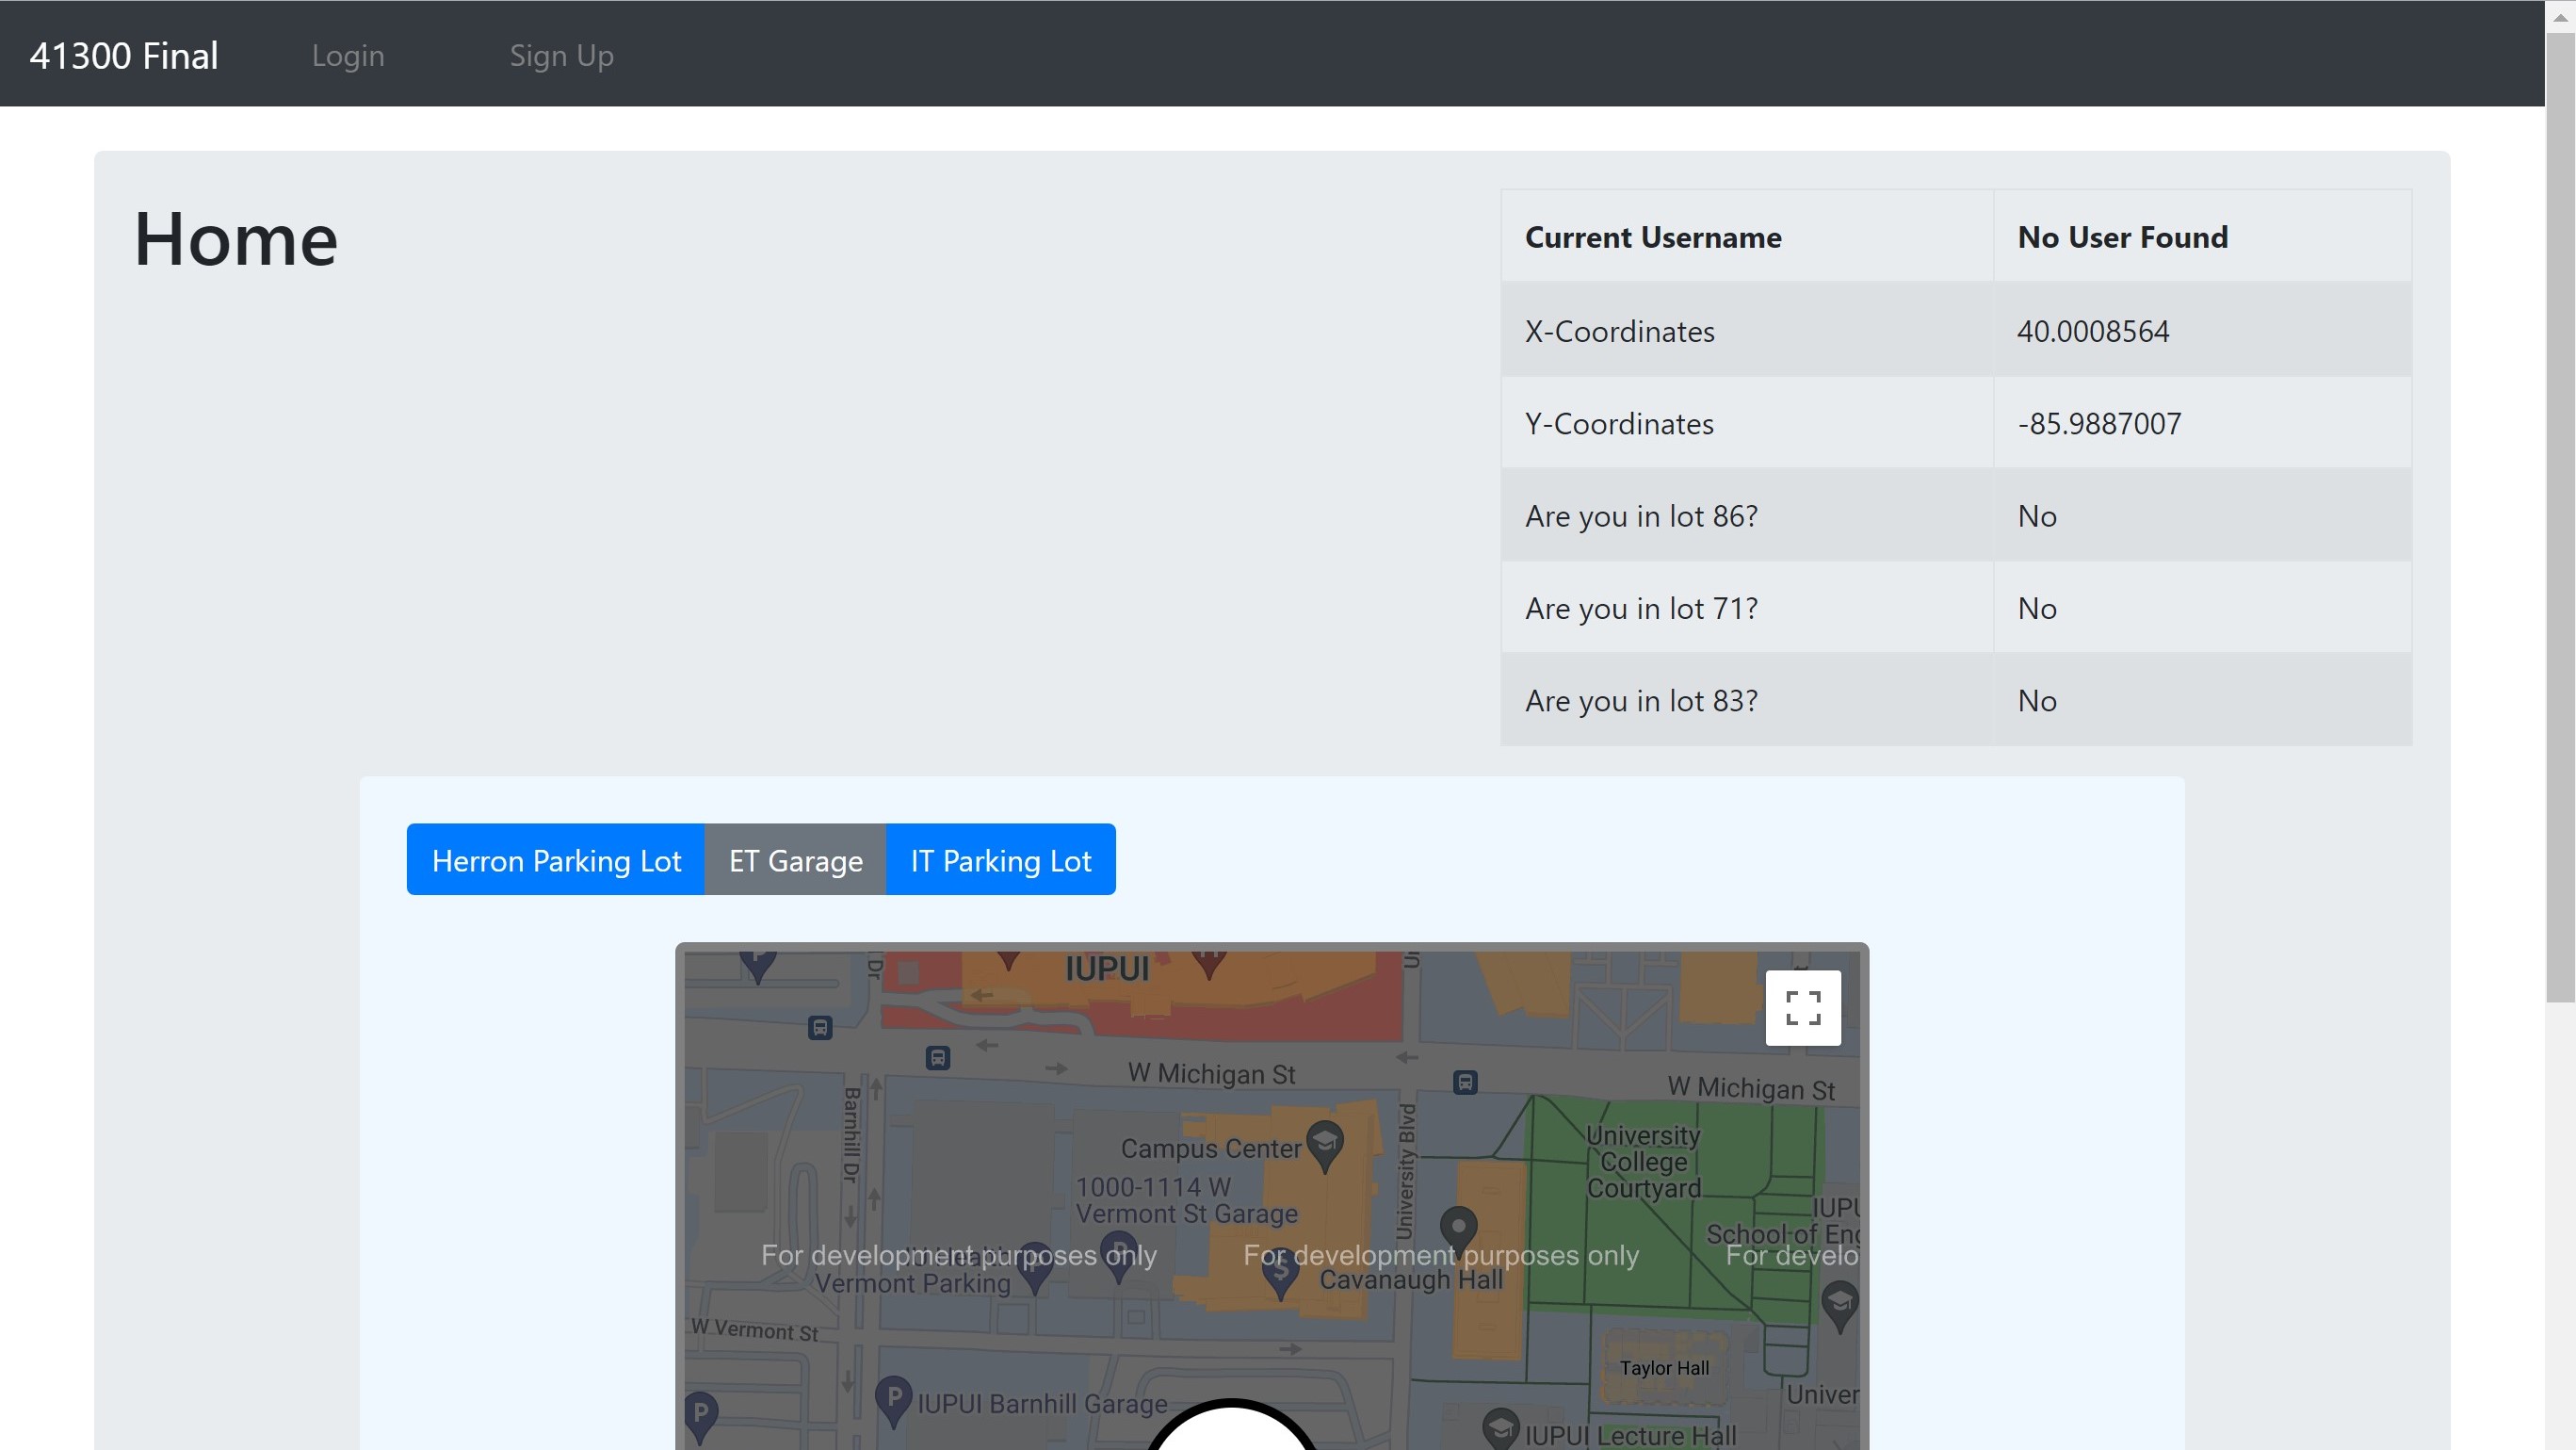 41300 Final Login Sign Up
Home
Current Username No User Found
X-Coordinates 40.0008564
Y-Coordinates -85.9887007
Are you in lot 86? No
Are you in lot 71? No
Are you in lot 83? No
Herron Parking Lot ET Garage IT Parking Lot
IUPUI
Dr
W Michigan St
W Michigan St
Barnhill Dr
University Blvd
Campus Center
1000-1114 W
Vermont St Garage
University
College
Courtyard
IUPU
School of Eng
For development purposes only For development purposes only For develo
Vermont Parking
Cavanaugh Hall
W Vermont St
Taylor Hall
Univer
IUPUI Barnhill Garage
IUPUI Lecture Hall